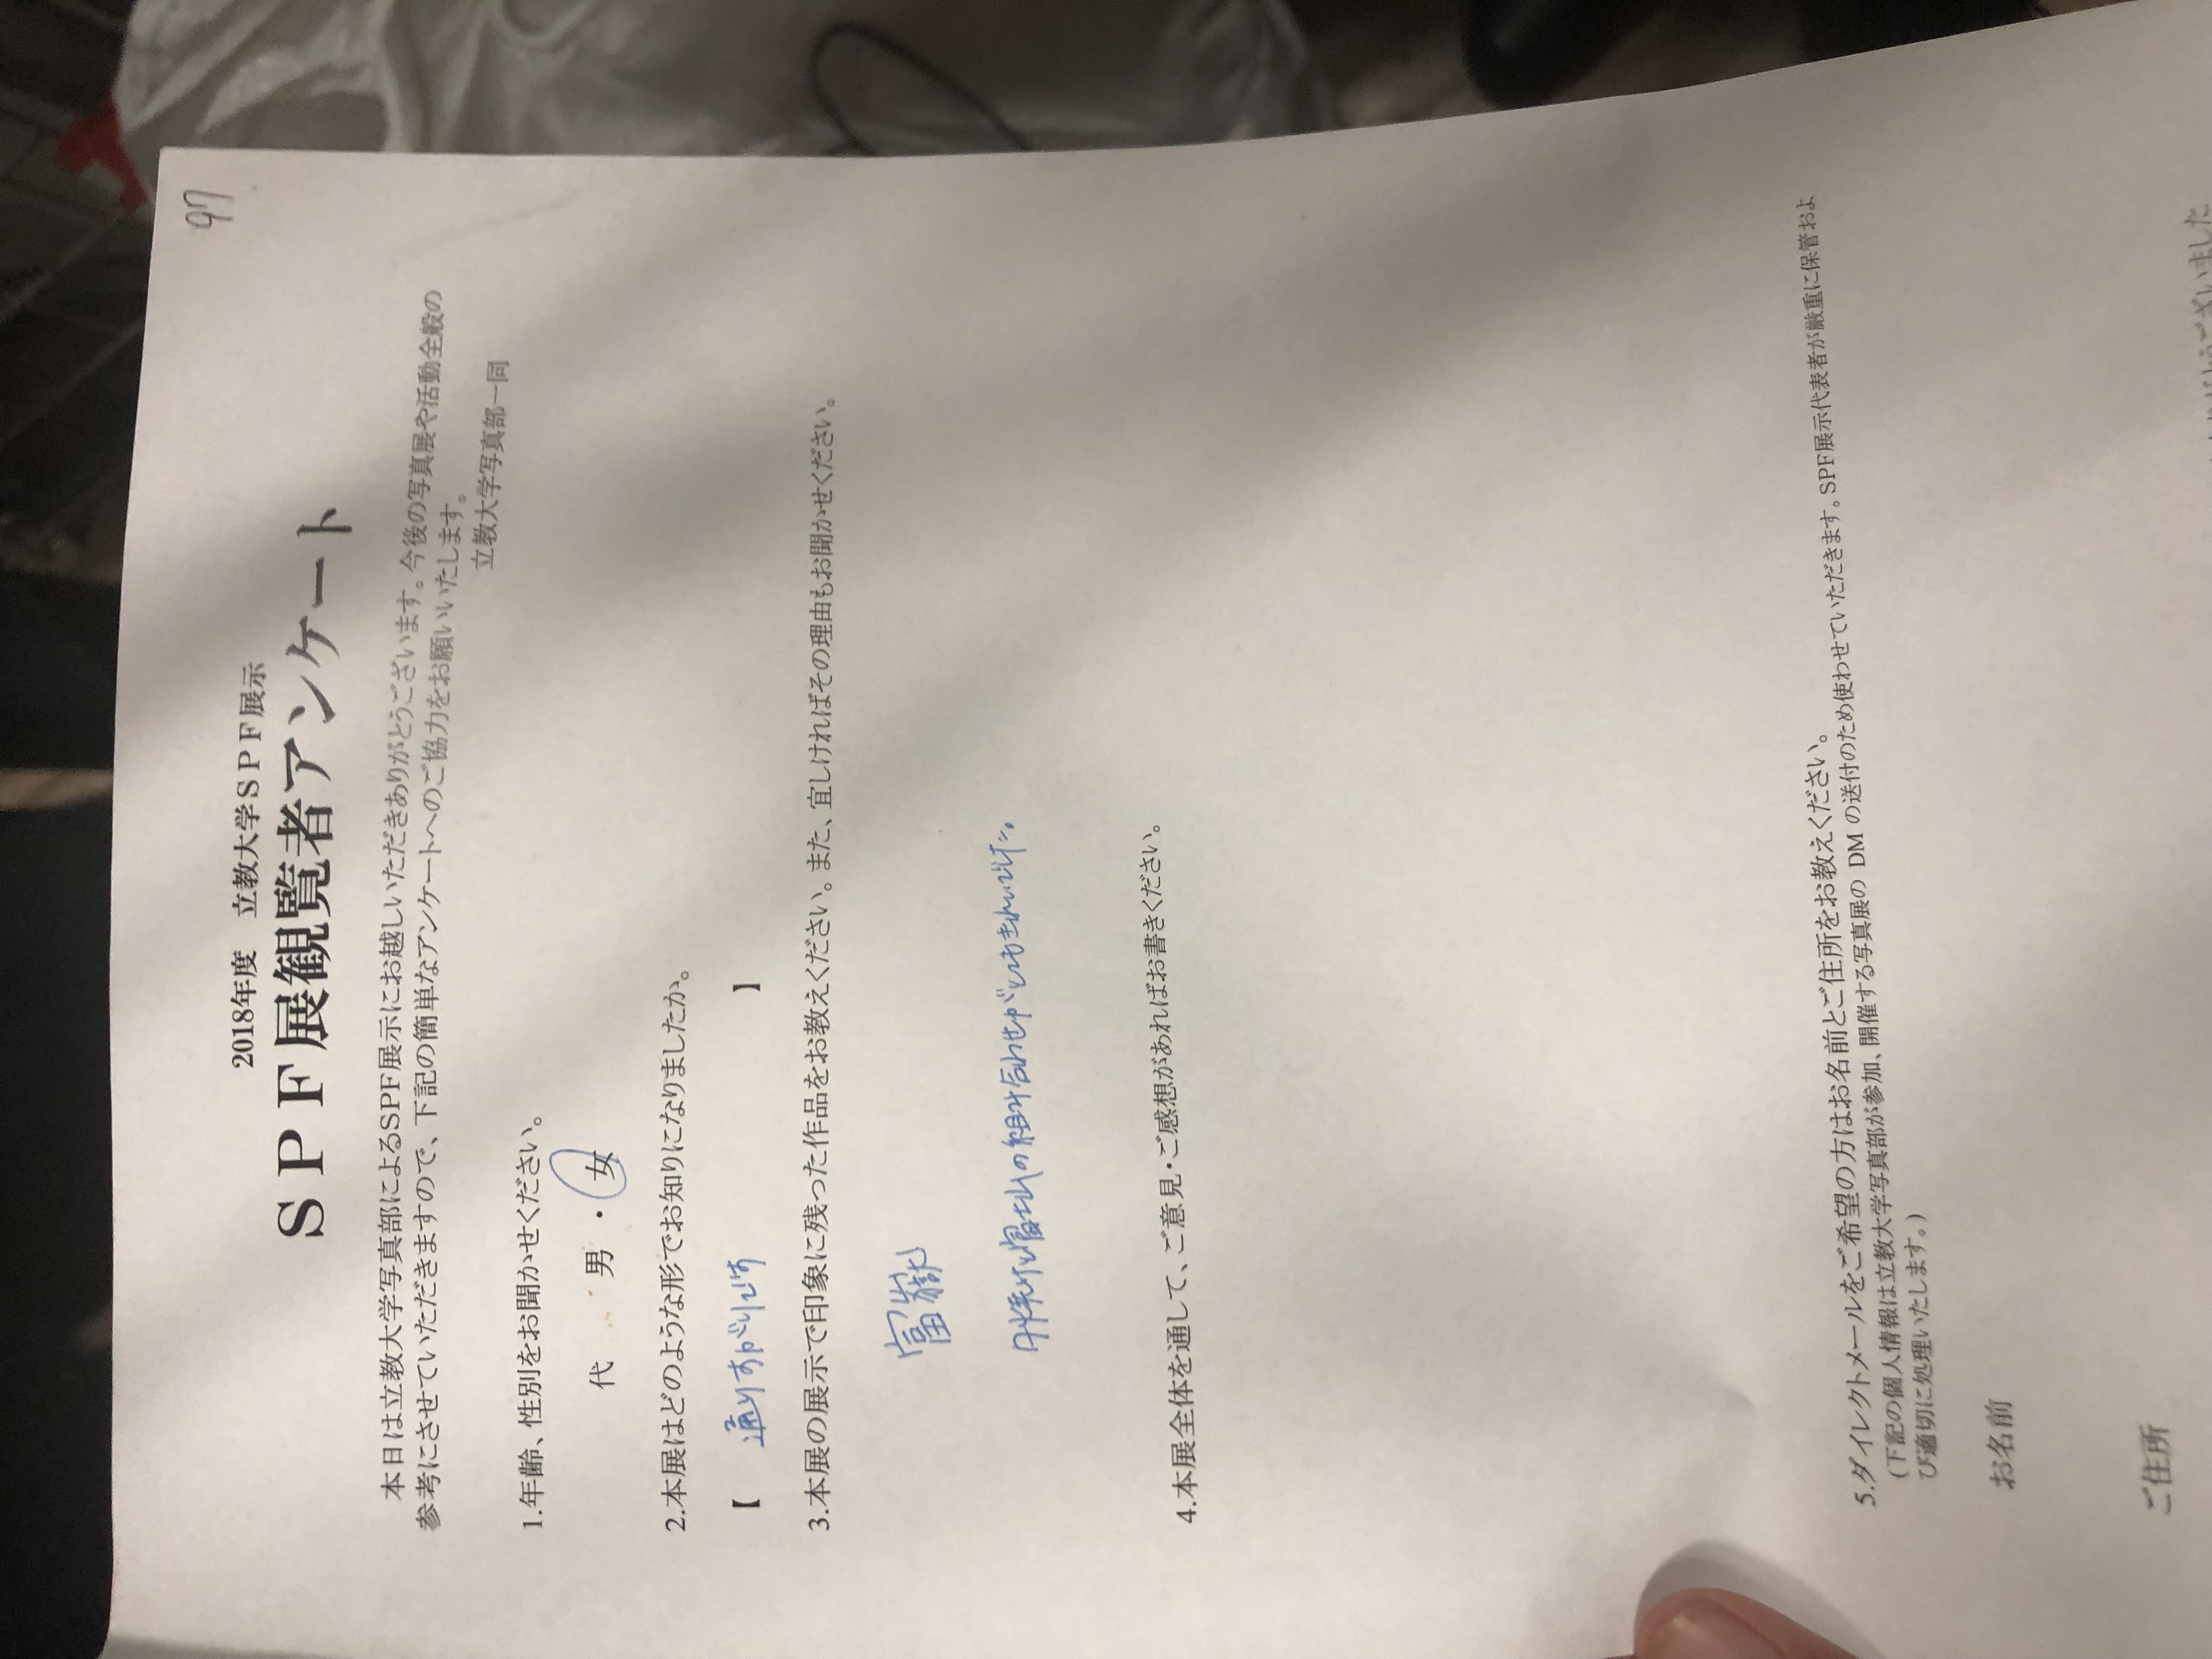 97
2018年度　立教大学ＳＰＦ展示
ＳＰＦ展観覧者アンケート
本日は立教大学写真部によるSPF展示にお越しいただきありがとうございます。今後の写真展や活動全般の
参考にさせていただきますので、下記の簡単なアンケートへのご協力をお願いいたします。
立教大学写真部一同
1.年齢、性別をお聞かせください。
代　男・女
2.本展はどのような形でお知りになりましたか。
【　通りすがりです　】
3.本展の展示で印象に残った作品をお教えください。また、宜しければその理由もお聞かせください。
富嶽
夕焼けと富士山の組み合わせがとてもきれいでした。
4.本展全体を通して、ご意見・ご感想があればお書きください。
5.ダイレクトメールをご希望の方はお名前とご住所をお教えください。
(下記の個人情報は立教大学写真部が参加、開催する写真展の DM の送付のため使わせていただきます。SPF展示代表者が厳重に保管およ
び適切に処理いたします。)
お名前
ご住所
ありがとうございました